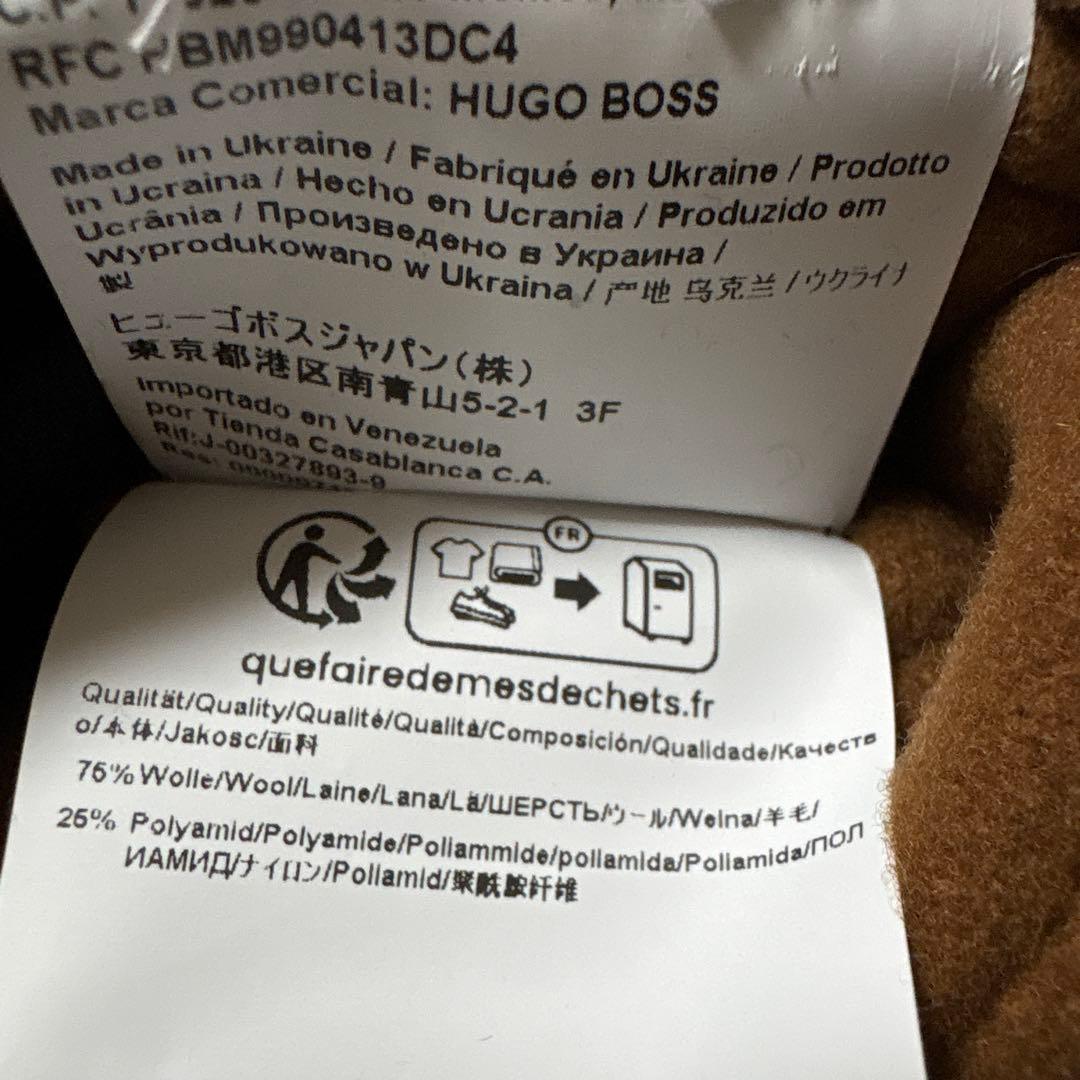 RFC PBM990413DC4
Marca Comercial: HUGO BOSS
Made in Ukraine / Fabriqué en Ukraine / Prodotto
in Ucraina / Hecho en Ucrania / Produzido em
Ucrânia / Произведено в Украина /
Wyprodukowano w Ukraina / 产地 乌克兰 / ウクライナ
製
ヒューゴボスジャパン(株)
東京都港区南青山5-2-1 3F
Importado en Venezuela
por Tienda Casablanca C.A.
Rif:J-00327893-9
FR
quefairedemesdechets.fr
Qualität/Quality/Qualité/Qualità/Composición/Qualidade/Качеств
о/本体/Jakosc/面料
75% Wolle/Wool/Laine/Lana/Lã/ШЕРСТЬ/ウール/Welna/羊毛/
25% Polyamid/Polyamide/Poliammide/poliamida/Poliamida/ПОЛ
ИАМИД/ナイロン/Poliamid/聚酰胺纤维